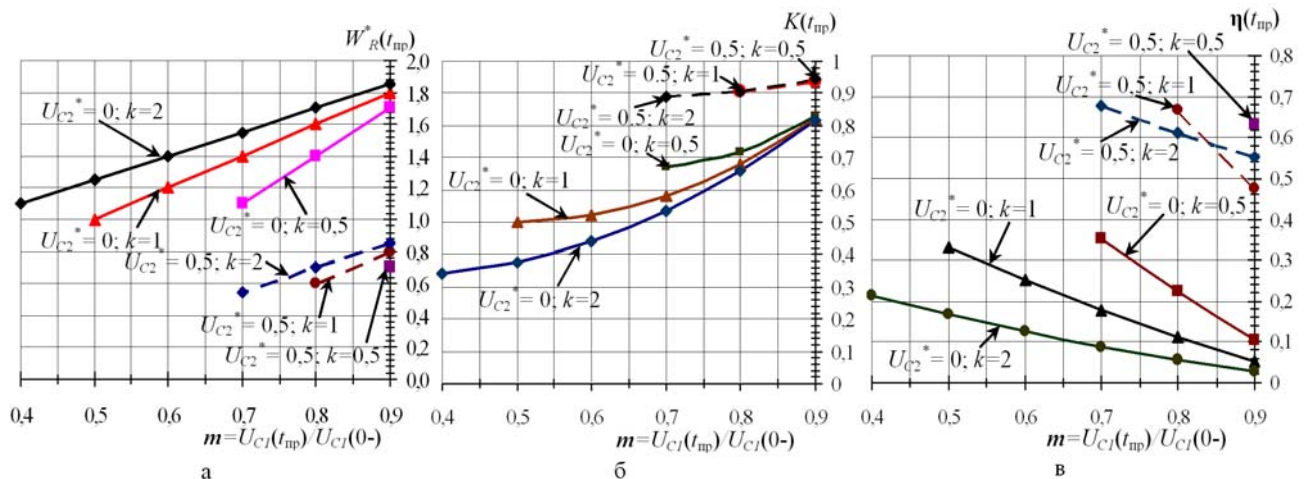 W*R(tпр)
2,0
1,8
1,6
1,4
1,2
1,0
0,8
0,6
0,4
0,2
0,0
UC2* = 0; k=2
UC2* = 0; k=1
UC2* = 0; k=0,5
UC2* = 0,5; k=2
UC2* = 0,5; k=1
UC2* = 0,5; k=0,5
0,4 0,5 0,6 0,7 0,8 0,9
m=UC1(tпр)/UC1(0-)
а
K(tпр)
1
0,9
0,8
0,7
0,6
0,5
0,4
0,3
0,2
0,1
0
UC2* = 0,5; k=0,5
UC2* = 0,5; k=1
UC2* = 0,5; k=2
UC2* = 0; k=0,5
UC2* = 0; k=1
UC2* = 0; k=2
0,4 0,5 0,6 0,7 0,8 0,9
m=UC1(tпр)/UC1(0-)
б
η(tпр)
0,8
0,7
0,6
0,5
0,4
0,3
0,2
0,1
0
UC2* = 0,5; k=0,5
UC2* = 0,5; k=1
UC2* = 0,5; k=2
UC2* = 0; k=1
UC2* = 0; k=0,5
UC2* = 0; k=2
0,4 0,5 0,6 0,7 0,8 0,9
m=UC1(tпр)/UC1(0-)
в